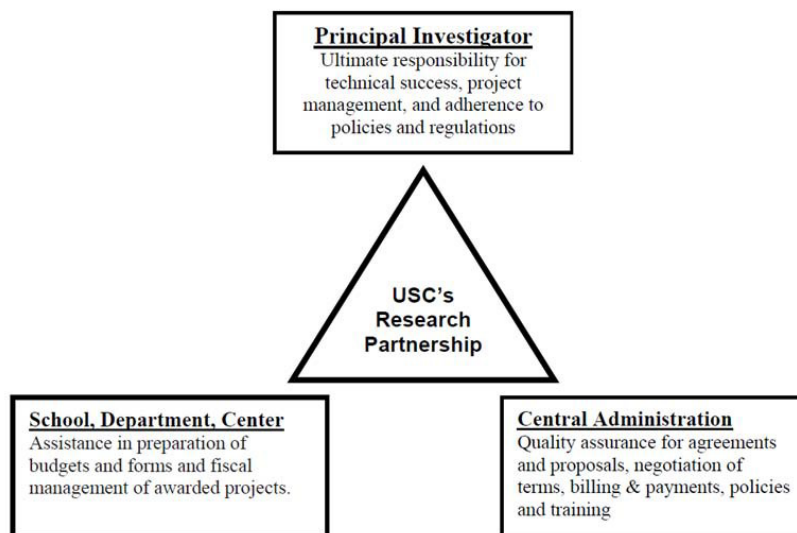 Principal Investigator
Ultimate responsibility for
technical success, project
management, and adherence to
policies and regulations
USC's
Research
Partnership
School, Department, Center
Assistance in preparation of
budgets and forms and fiscal
management of awarded projects.
Central Administration
Quality assurance for agreements
and proposals, negotiation of
terms, billing & payments, policies
and training